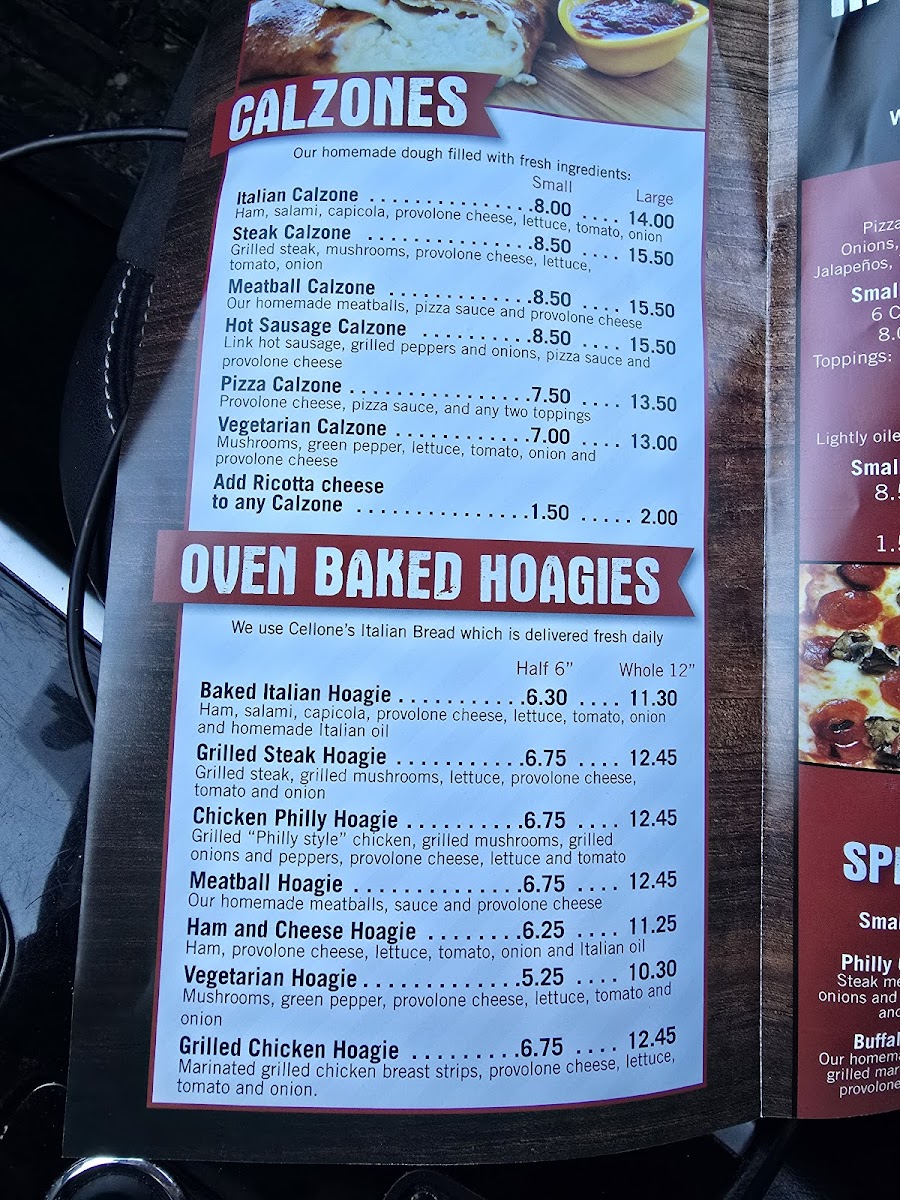 CALZONES
Our homemade dough filled with fresh ingredients:
Small Large
Italian Calzone ................8.00 .... 14.00
Ham, salami, capicola, provolone cheese, lettuce, tomato, onion
Steak Calzone ................8.50 .... 15.50
Grilled steak, mushrooms, provolone cheese, lettuce,
tomato, onion
Meatball Calzone .............8.50 .... 15.50
Our homemade meatballs, pizza sauce and provolone cheese
Hot Sausage Calzone ..........8.50 .... 15.50
Link hot sausage, grilled peppers and onions, pizza sauce and
provolone cheese
Pizza Calzone ................7.50 .... 13.50
Provolone cheese, pizza sauce, and any two toppings
Vegetarian Calzone ............7.00 .... 13.00
Mushrooms, green pepper, lettuce, tomato, onion and
provolone cheese
Add Ricotta cheese
to any Calzone ...............1.50 ..... 2.00
OVEN BAKED HOAGIES
We use Cellone's Italian Bread which is delivered fresh daily
Half 6" Whole 12"
Baked Italian Hoagie ...........6.30 .... 11.30
Ham, salami, capicola, provolone cheese, lettuce, tomato, onion
and homemade Italian oil
Grilled Steak Hoagie ...........6.75 .... 12.45
Grilled steak, grilled mushrooms, lettuce, provolone cheese,
tomato and onion
Chicken Philly Hoagie ..........6.75 .... 12.45
Grilled "Philly style" chicken, grilled mushrooms, grilled
onions and peppers, provolone cheese, lettuce and tomato
Meatball Hoagie ...............6.75 .... 12.45
Our homemade meatballs, sauce and provolone cheese
Ham and Cheese Hoagie ........6.25 .... 11.25
Ham, provolone cheese, lettuce, tomato, onion and Italian oil
Vegetarian Hoagie .............5.25 .... 10.30
Mushrooms, green pepper, provolone cheese, lettuce, tomato and
onion
Grilled Chicken Hoagie .........6.75 .... 12.45
Marinated grilled chicken breast strips, provolone cheese, lettuce,
tomato and onion.
Pizza
Onions,
Jalapeños,
Smal
8.0
Toppings:
Lightly oile
Smal
8.5
1.5
SP
Smal
Philly
Steak me
onions and
and
Buffal
Our homema
grilled mar
provolone